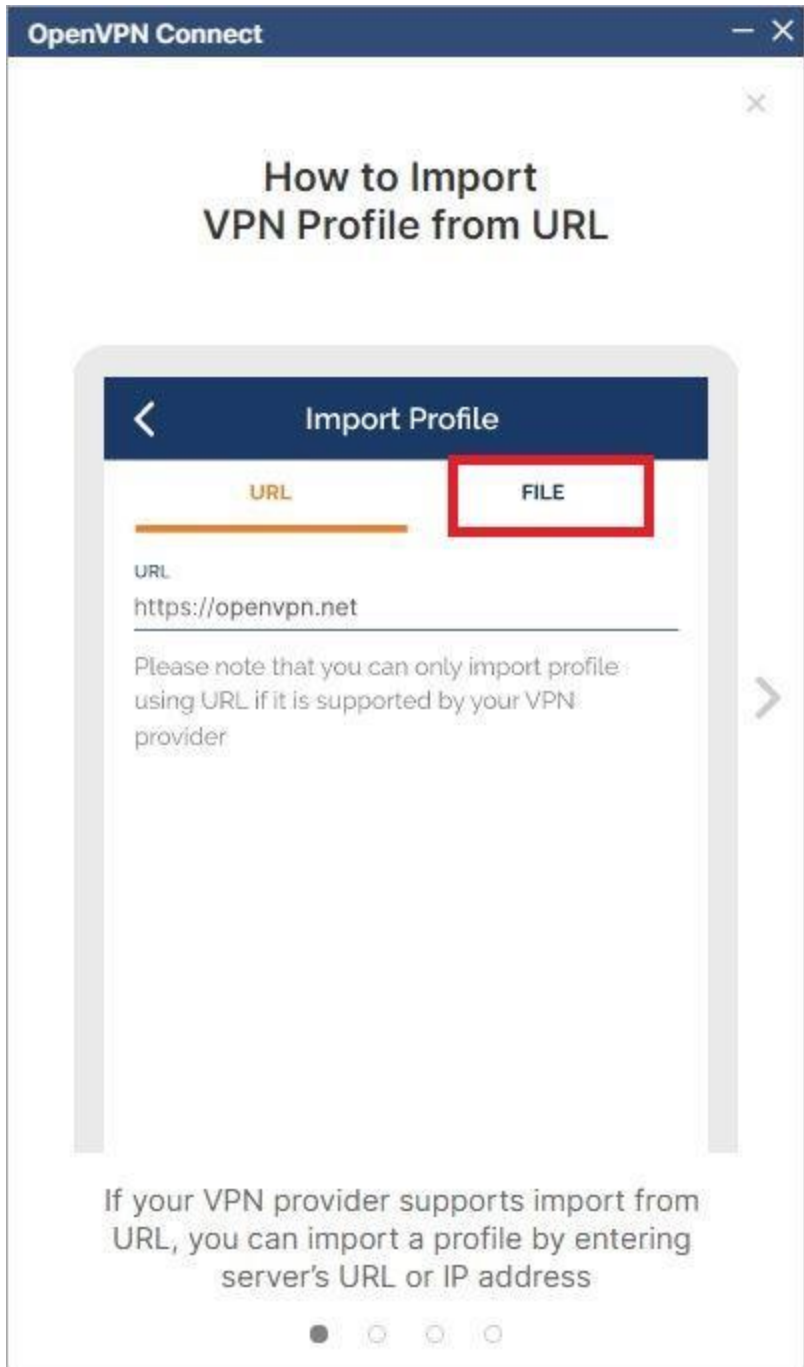 OpenVPN Connect
How to Import
VPN Profile from URL
Import Profile
URL FILE
URL
https://openvpn.net
Please note that you can only import profile
using URL if it is supported by your VPN
provider
If your VPN provider supports import from
URL, you can import a profile by entering
server's URL or IP address